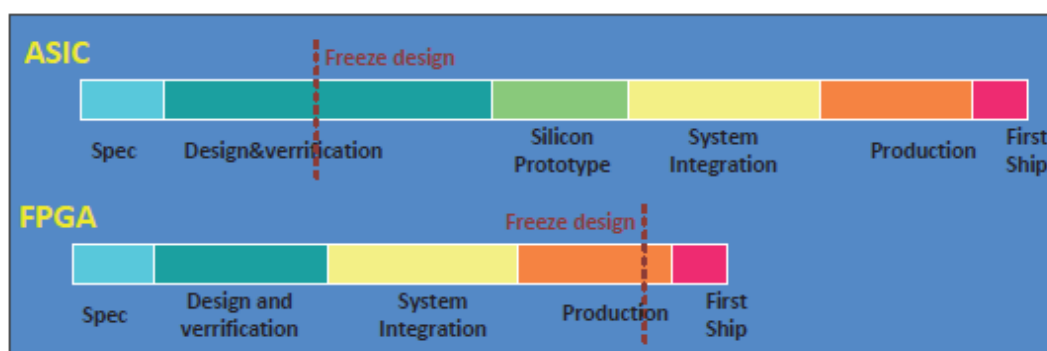 ASIC
Freeze design
Spec
Design&verrification
Silicon
Prototype
System
Integration
Production
First
Ship
FPGA
Freeze design
Spec
Design and
verrification
System
Integration
Production
First
Ship